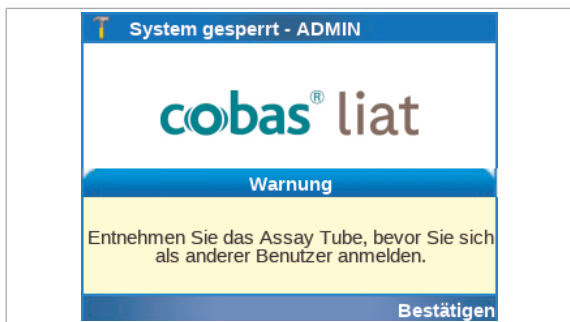 System gesperrt - ADMIN
cobas® liat
Warnung
Entnehmen Sie das Assay Tube, bevor Sie sich
als anderer Benutzer anmelden.
Bestätigen